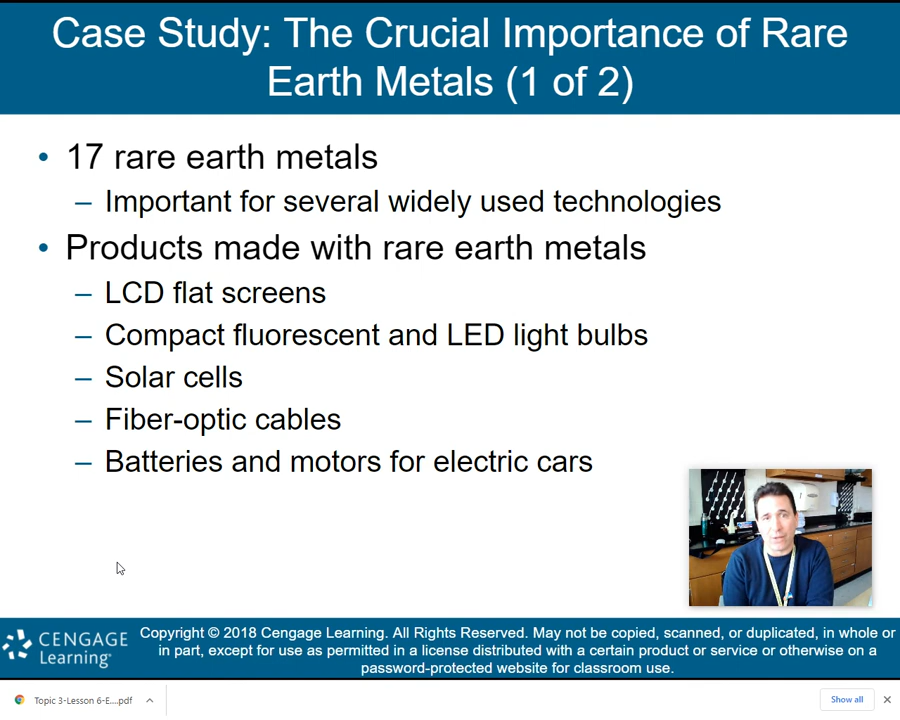 Case Study: The Crucial Importance of Rare
Earth Metals (1 of 2)
• 17 rare earth metals
– Important for several widely used technologies
• Products made with rare earth metals
– LCD flat screens
– Compact fluorescent and LED light bulbs
– Solar cells
– Fiber-optic cables
– Batteries and motors for electric cars
CENGAGE
Learning™
Copyright © 2018 Cengage Learning. All Rights Reserved. May not be copied, scanned, or duplicated, in whole or
in part, except for use as permitted in a license distributed with a certain product or service or otherwise on a
password-protected website for classroom use.
Topic 3-Lesson 6-E....pdf
Show all